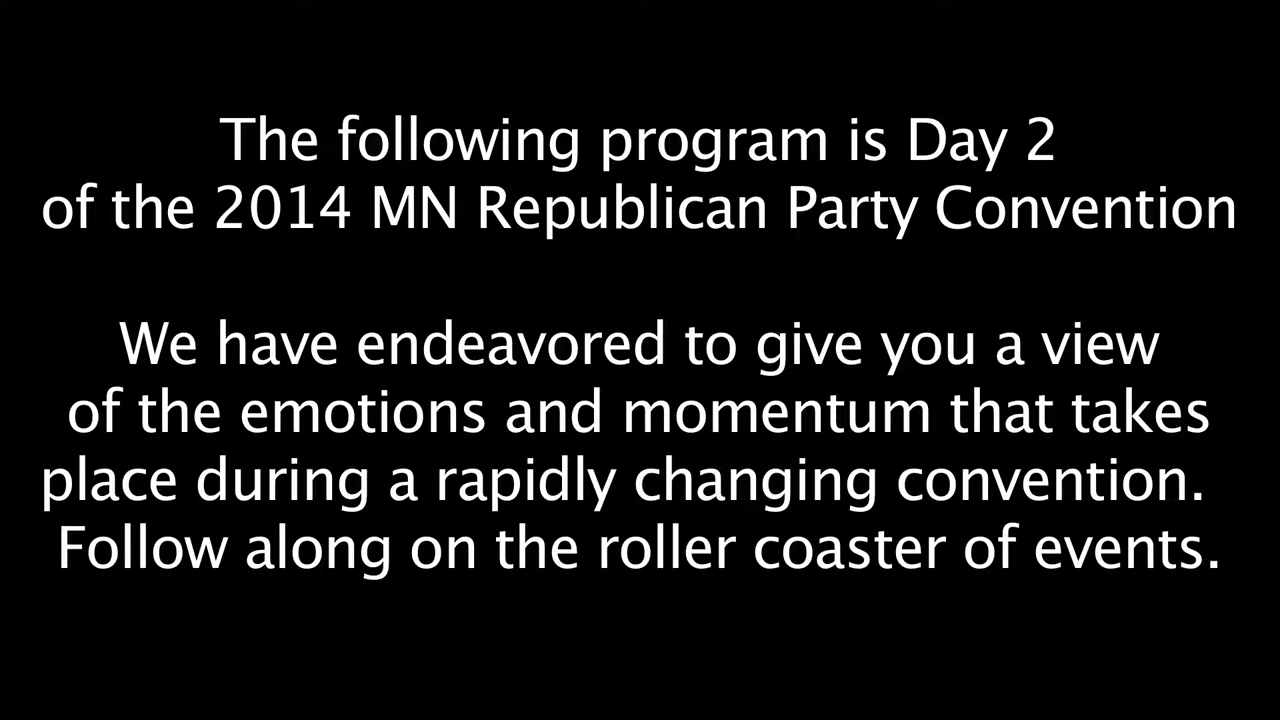 The following program is Day 2
of the 2014 MN Republican Party Convention
We have endeavored to give you a view
of the emotions and momentum that takes
place during a rapidly changing convention.
Follow along on the roller coaster of events.